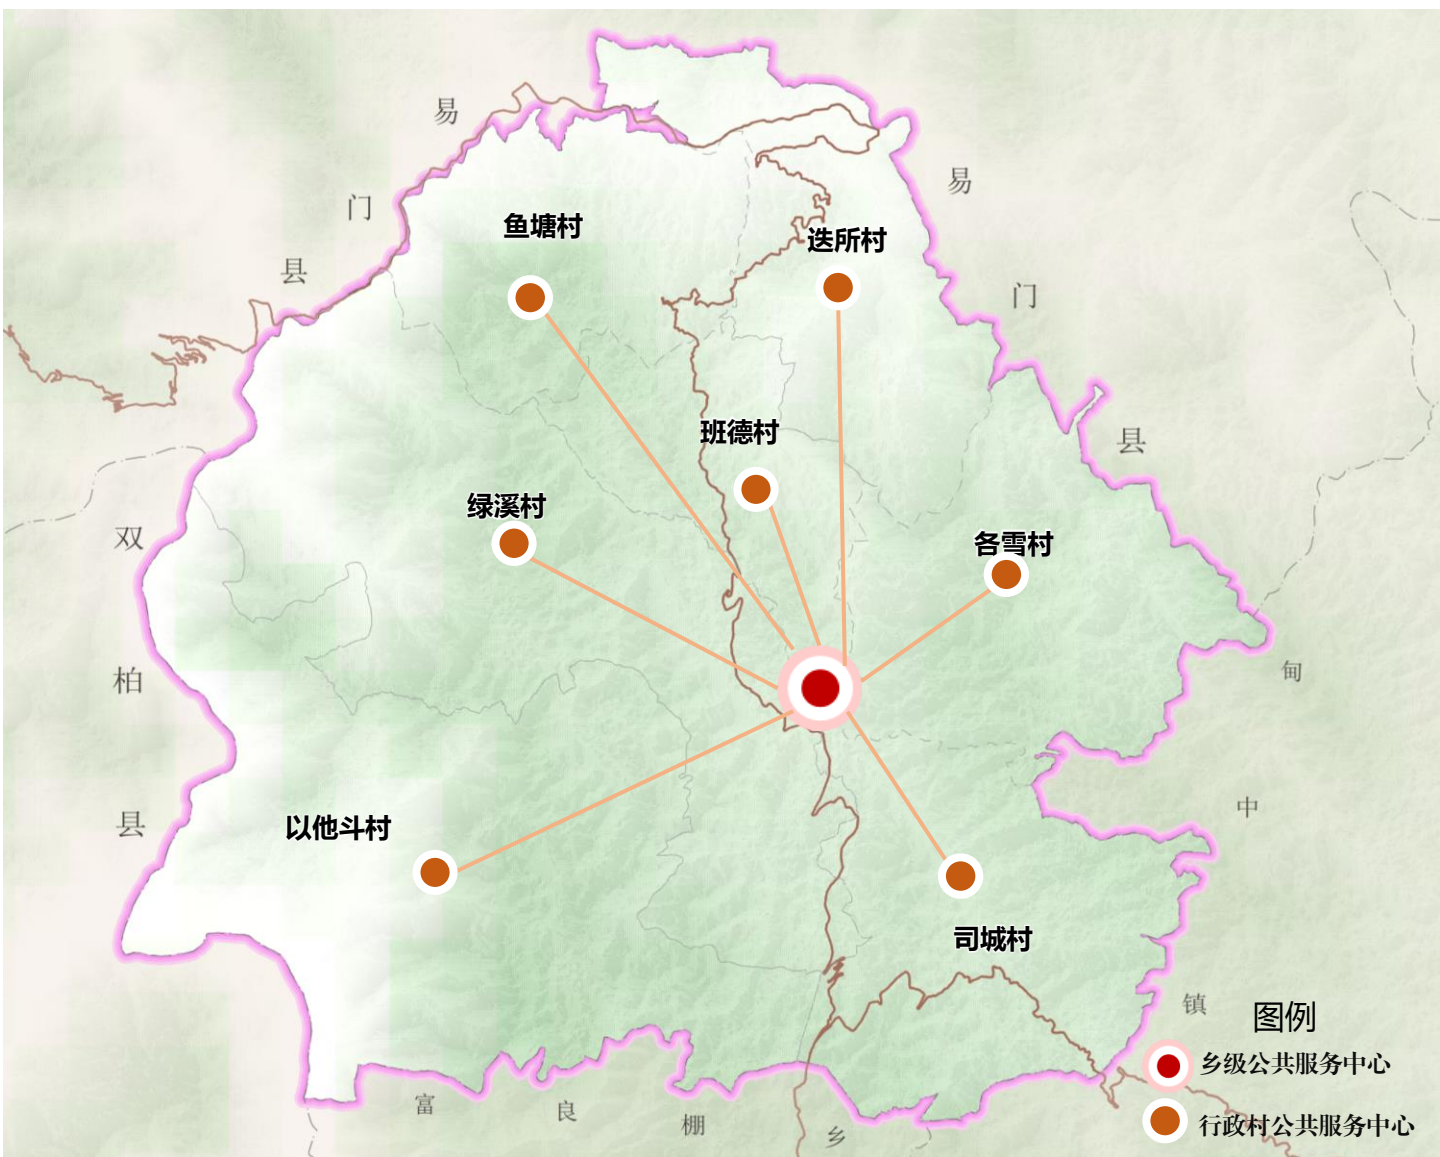 易门县
易门县
鱼塘村
迭所村
班德村
绿溪村
各雪村
双柏县
甸中镇
以他斗村
司城村
富良棚乡
图例
乡级公共服务中心
行政村公共服务中心